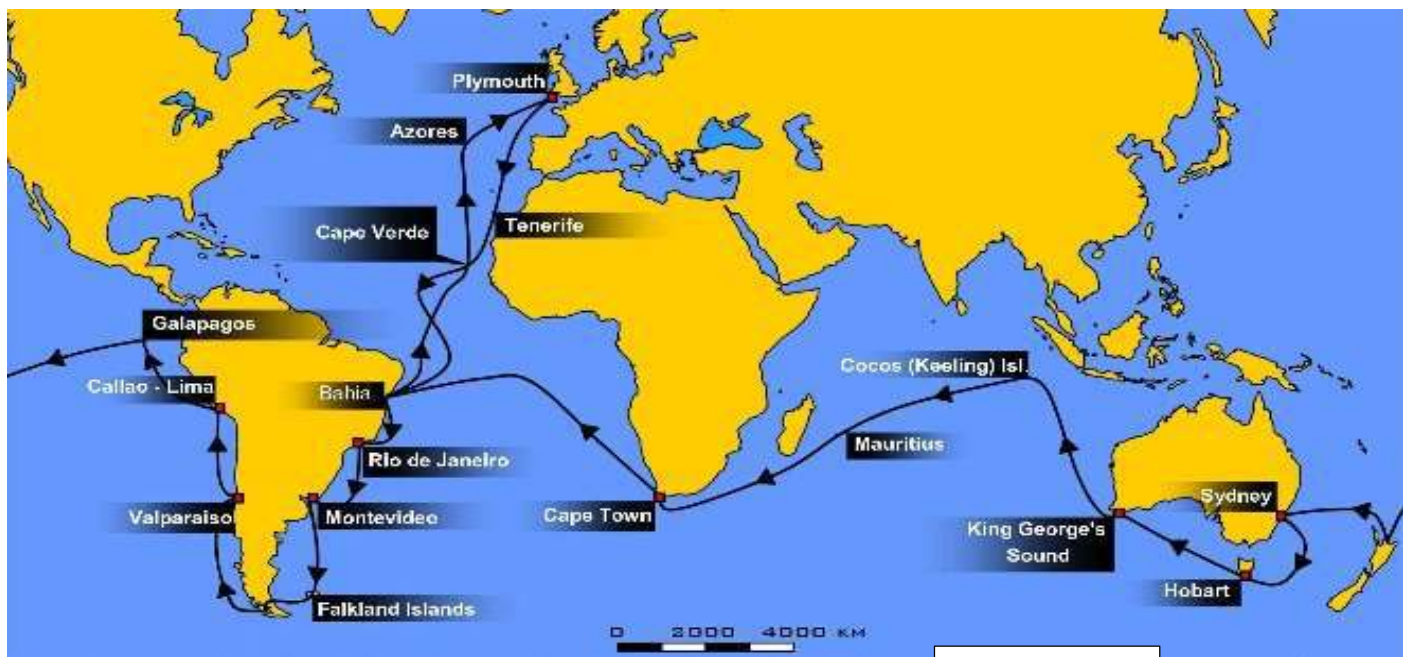 Plymouth
Azores
Cape Verde
Tenerife
Galapagos
Callao - Lima
Bahia
Cocos (Keeling) Isl.
Mauritius
Rio de Janeiro
Valparaiso
Montevideo
Cape Town
Sydney
King George's
Sound
Hobart
Falkland Islands
0 2000 4000 KM